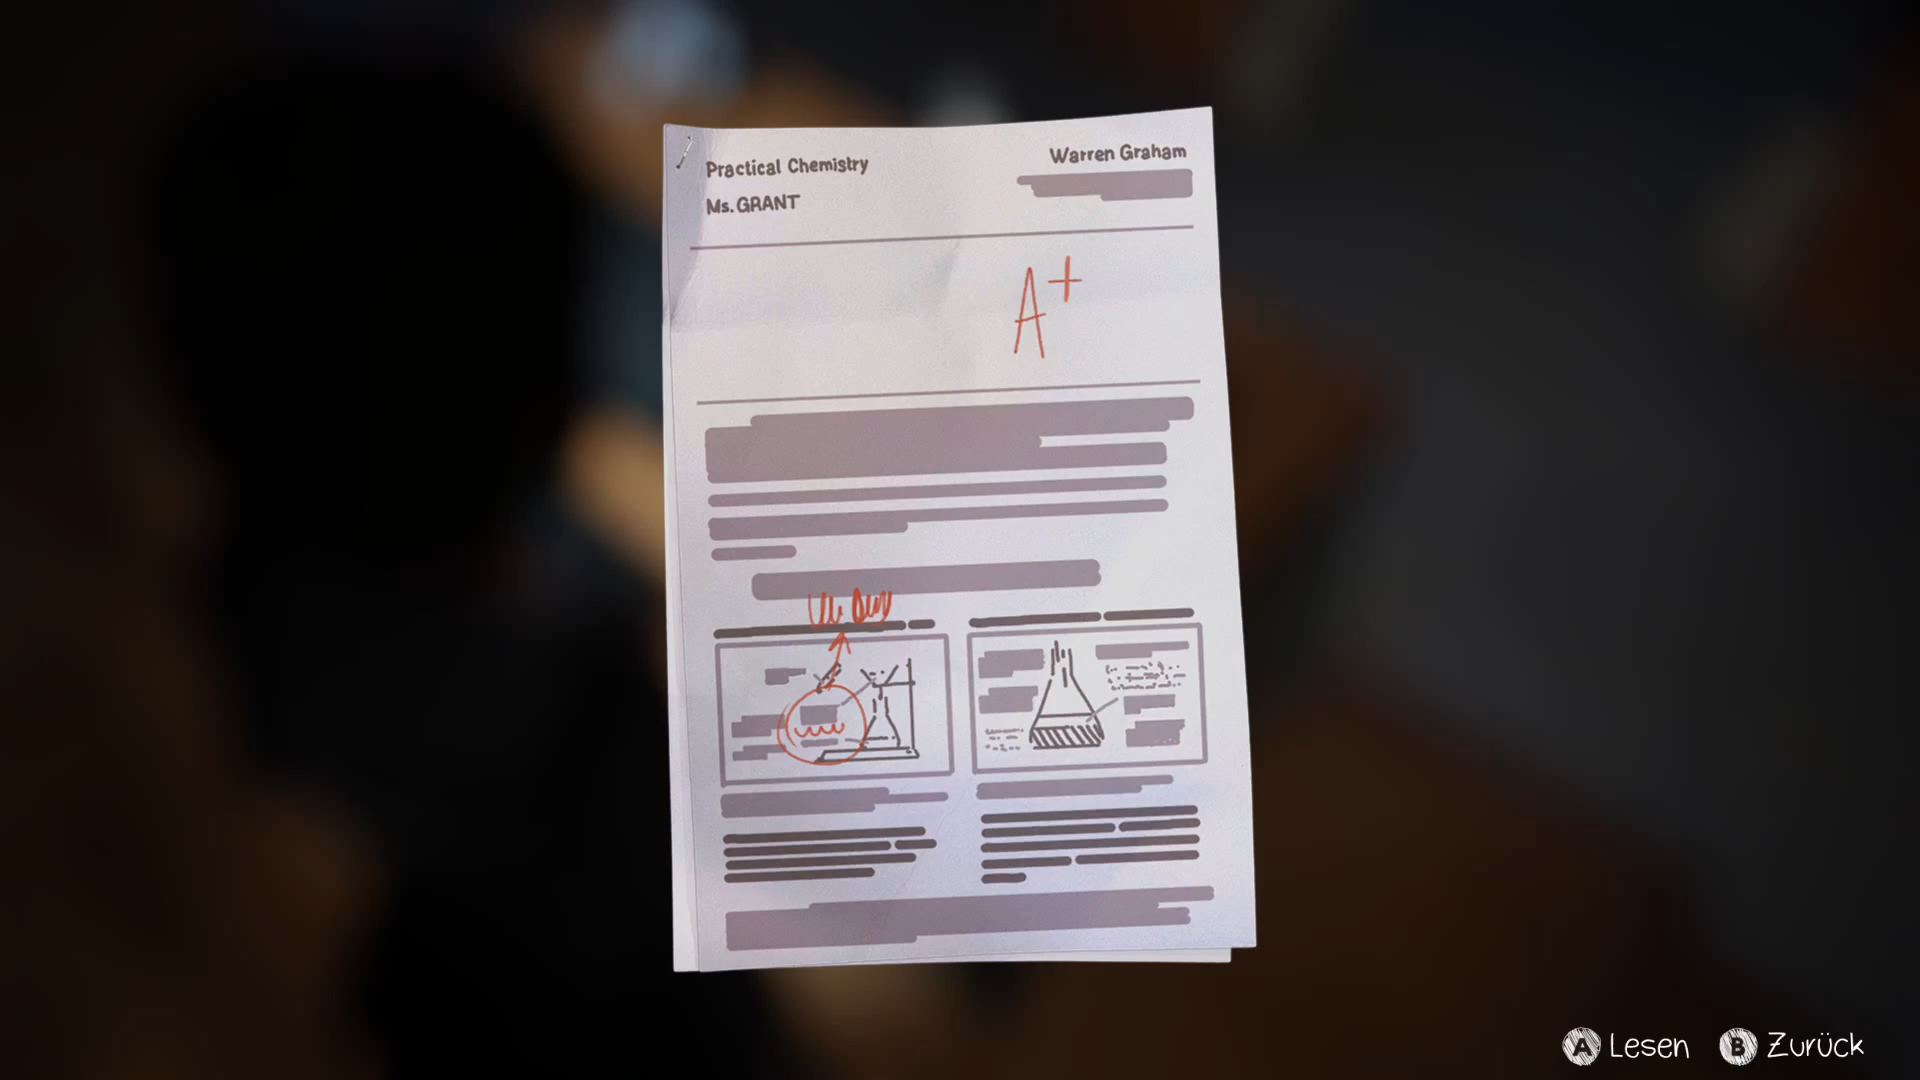 Practical Chemistry
Warren Graham
Ms. GRANT
A+
A Lesen
B Zurück